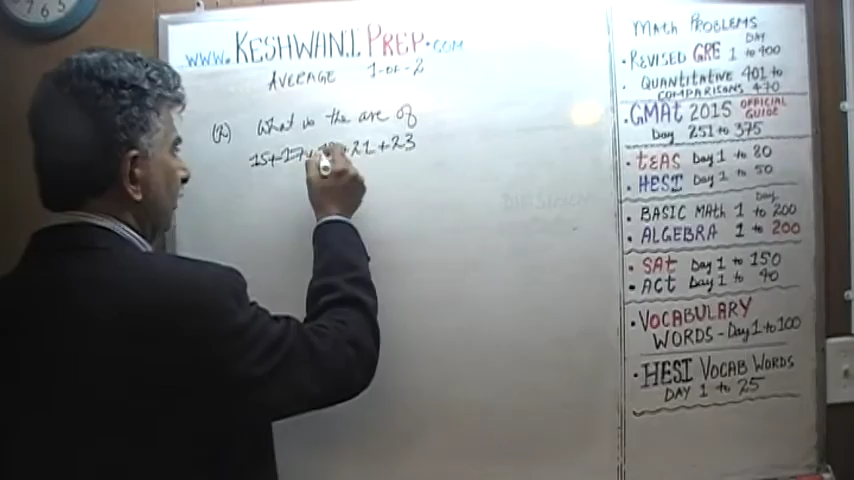 www. KESHWANI PREP.COM
AVERAGE 1-OF-2
(R) What is the ave of
15+17+ +21+23
MATH PROBLEMS
DAY
• REVISED GRE 1 to 400
• QUANTITATIVE 401 to
COMPARISONS 470
• GMAT 2015 OFFICIAL GUIDE
Day 251 to 375
• TEAS Day 1 to 80
• HESI Day 1 to 50
Day
• BASIC MATH 1 to 200
• ALGEBRA 1 to 200
• SAT Day 1 to 150
• ACT Day 1 to 40
• VOCABULARY
WORDS - Day 1 to 100
• HESI VOCAB WORDS
DAY 1 to 25
7 6 5